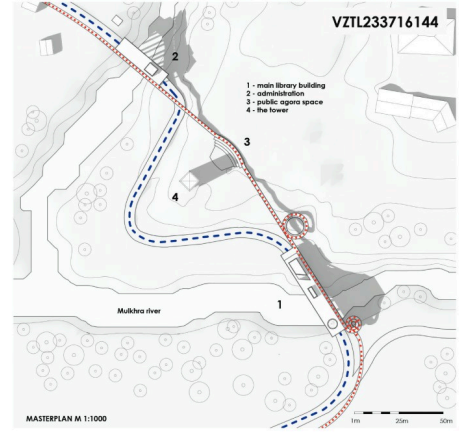 VZTL233716144
1 - main library building
2 - administration
3 - public agora space
4 - the tower
2
3
4
1
Mulkhra river
MASTERPLAN M 1:1000
1m 25m 50m